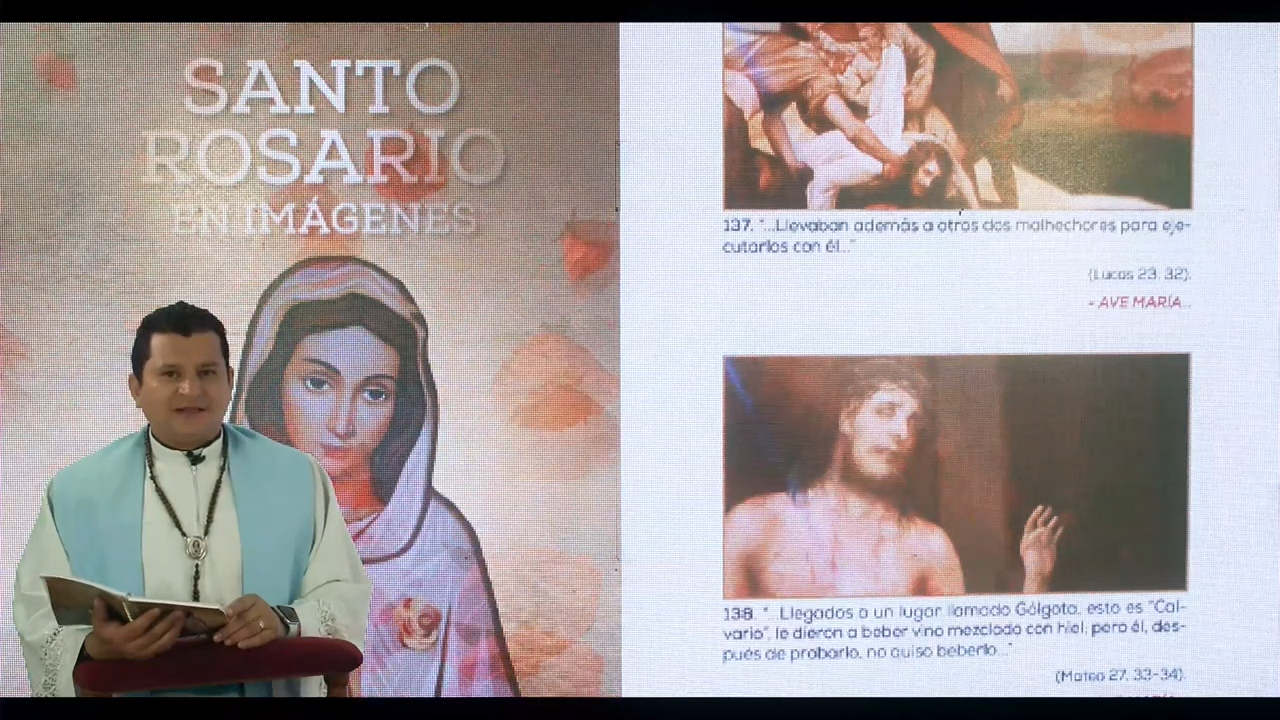 SANTO
ROSARIO
EN IMÁGENES
137. "...Llevaban además a otros dos malhechores para eje-
cutarlos con él..."
(Lucas 23, 32).
- AVE MARÍA...
138. "...Llegados a un lugar llamado Gólgota, esto es "Cal-
vario", le dieron a beber vino mezclado con hiel; pero él, des-
pués de probarlo, no quiso beberlo..."
(Mateo 27, 33-34).